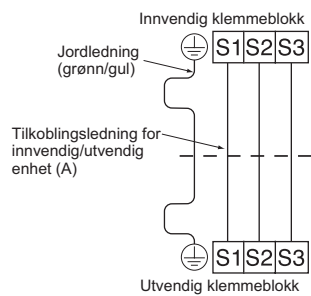 Innvendig klemmeblokk
Jordledning
(grønn/gul)
S1 S2 S3
Tilkoblingsledning for
innvendig/utvendig
enhet (A)
S1 S2 S3
Utvendig klemmeblokk